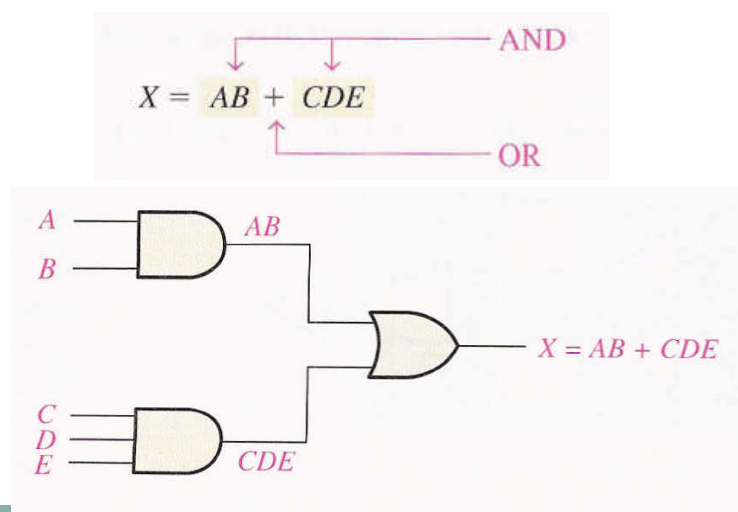 AND
X = AB + CDE
OR
A
AB
B
X = AB + CDE
C
D
E
CDE